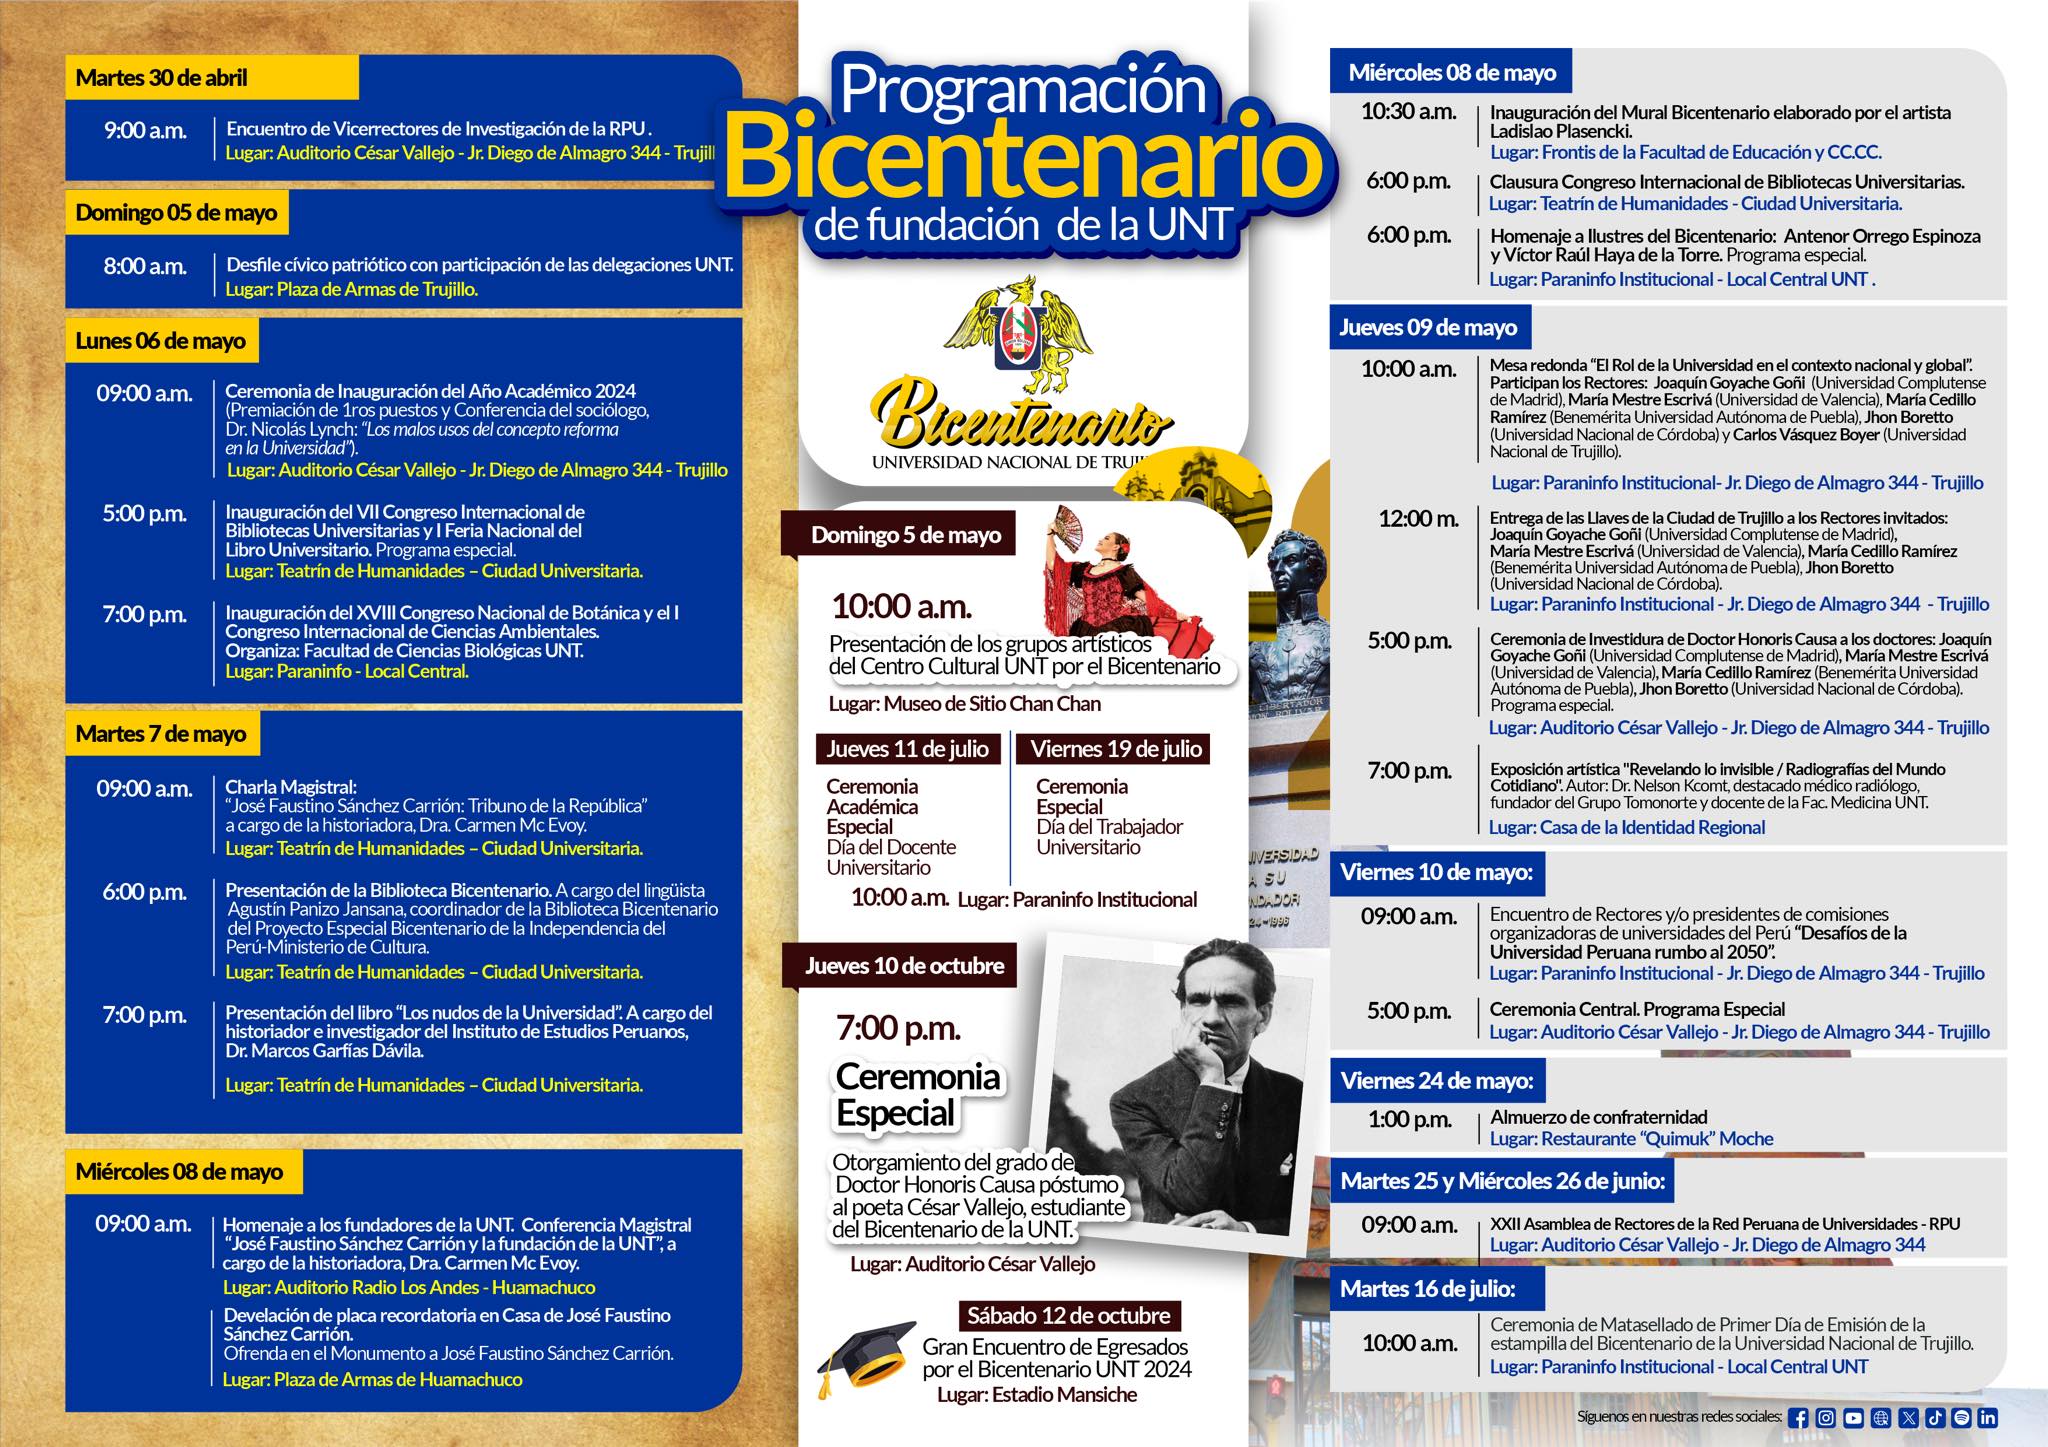 Martes 30 de abril
9:00 a.m.
Encuentro de Vicerrectores de Investigación de la RPU .
Lugar: Auditorio César Vallejo - Jr. Diego de Almagro 344 - Trujill
Domingo 05 de mayo
8:00 a.m.
Desfile cívico patriótico con participación de las delegaciones UNT.
Lugar: Plaza de Armas de Trujillo.
Lunes 06 de mayo
09:00 a.m.
Ceremonia de Inauguración del Año Académico 2024
(Premiación de 1ros puestos y Conferencia del sociólogo,
Dr. Nicolás Lynch: “Los malos usos del concepto reforma
en la Universidad”).
Lugar: Auditorio César Vallejo - Jr. Diego de Almagro 344 - Trujillo
5:00 p.m.
Inauguración del VII Congreso Internacional de
Bibliotecas Universitarias y I Feria Nacional del
Libro Universitario. Programa especial.
Lugar: Teatrín de Humanidades – Ciudad Universitaria.
7:00 p.m.
Inauguración del XVIII Congreso Nacional de Botánica y el I
Congreso Internacional de Ciencias Ambientales.
Organiza: Facultad de Ciencias Biológicas UNT.
Lugar: Paraninfo - Local Central.
Martes 7 de mayo
09:00 a.m.
Charla Magistral:
“José Faustino Sánchez Carrión: Tribuno de la República”
a cargo de la historiadora, Dra. Carmen Mc Evoy.
Lugar: Teatrín de Humanidades – Ciudad Universitaria.
6:00 p.m.
Presentación de la Biblioteca Bicentenario. A cargo del lingüista
Agustín Panizo Jansana, coordinador de la Biblioteca Bicentenario
del Proyecto Especial Bicentenario de la Independencia del
Perú-Ministerio de Cultura.
Lugar: Teatrín de Humanidades – Ciudad Universitaria.
7:00 p.m.
Presentación del libro “Los nudos de la Universidad”. A cargo del
historiador e investigador del Instituto de Estudios Peruanos,
Dr. Marcos Garfías Dávila.
Lugar: Teatrín de Humanidades – Ciudad Universitaria.
Miércoles 08 de mayo
09:00 a.m.
Homenaje a los fundadores de la UNT. Conferencia Magistral
“José Faustino Sánchez Carrión y la fundación de la UNT”, a
cargo de la historiadora, Dra. Carmen Mc Evoy.
Lugar: Auditorio Radio Los Andes - Huamachuco
Develación de placa recordatoria en Casa de José Faustino
Sánchez Carrión.
Ofrenda en el Monumento a José Faustino Sánchez Carrión.
Lugar: Plaza de Armas de Huamachuco
Programación
Bicentenario
de fundación de la UNT
Bicentenario
UNIVERSIDAD NACIONAL DE TRUJI
Domingo 5 de mayo
10:00 a.m.
Presentación de los grupos artísticos
del Centro Cultural UNT por el Bicentenario
Lugar: Museo de Sitio Chan Chan
Jueves 11 de julio
Ceremonia
Académica
Especial
Día del Docente
Universitario
Viernes 19 de julio
Ceremonia
Especial
Día del Trabajador
Universitario
10:00 a.m. Lugar: Paraninfo Institucional
Jueves 10 de octubre
7:00 p.m.
Ceremonia
Especial
Otorgamiento del grado de
Doctor Honoris Causa póstumo
al poeta César Vallejo, estudiante
del Bicentenario de la UNT.
Lugar: Auditorio César Vallejo
Sábado 12 de octubre
Gran Encuentro de Egresados
por el Bicentenario UNT 2024
Lugar: Estadio Mansiche
LIBERTADOR
MON BOLIVAR
IVERSIDAD
A SU
NDADOR
24-1996
Miércoles 08 de mayo
10:30 a.m.
Inauguración del Mural Bicentenario elaborado por el artista
Ladislao Plasencki.
Lugar: Frontis de la Facultad de Educación y CC.CC.
6:00 p.m.
Clausura Congreso Internacional de Bibliotecas Universitarias.
Lugar: Teatrín de Humanidades - Ciudad Universitaria.
6:00 p.m.
Homenaje a Ilustres del Bicentenario: Antenor Orrego Espinoza
y Víctor Raúl Haya de la Torre. Programa especial.
Lugar: Paraninfo Institucional - Local Central UNT .
Jueves 09 de mayo
10:00 a.m.
Mesa redonda “El Rol de la Universidad en el contexto nacional y global”.
Participan los Rectores: Joaquín Goyache Goñi (Universidad Complutense
de Madrid), María Mestre Escrivá (Universidad de Valencia), María Cedillo
Ramírez (Benemérita Universidad Autónoma de Puebla), Jhon Boretto
(Universidad Nacional de Córdoba) y Carlos Vásquez Boyer (Universidad
Nacional de Trujillo).
Lugar: Paraninfo Institucional- Jr. Diego de Almagro 344 - Trujillo
12:00 m.
Entrega de las Llaves de la Ciudad de Trujillo a los Rectores invitados:
Joaquín Goyache Goñi (Universidad Complutense de Madrid),
María Mestre Escrivá (Universidad de Valencia), María Cedillo Ramírez
(Benemérita Universidad Autónoma de Puebla), Jhon Boretto
(Universidad Nacional de Córdoba).
Lugar: Paraninfo Institucional - Jr. Diego de Almagro 344 - Trujillo
5:00 p.m.
Ceremonia de Investidura de Doctor Honoris Causa a los doctores: Joaquín
Goyache Goñi (Universidad Complutense de Madrid), María Mestre Escrivá
(Universidad de Valencia), María Cedillo Ramírez (Benemérita Universidad
Autónoma de Puebla), Jhon Boretto (Universidad Nacional de Córdoba).
Programa especial.
Lugar: Auditorio César Vallejo - Jr. Diego de Almagro 344 - Trujillo
7:00 p.m.
Exposición artística "Revelando lo invisible / Radiografías del Mundo
Cotidiano". Autor: Dr. Nelson Kcomt, destacado médico radiólogo,
fundador del Grupo Tomonorte y docente de la Fac. Medicina UNT.
Lugar: Casa de la Identidad Regional
Viernes 10 de mayo:
09:00 a.m.
Encuentro de Rectores y/o presidentes de comisiones
organizadoras de universidades del Perú “Desafíos de la
Universidad Peruana rumbo al 2050”.
Lugar: Paraninfo Institucional - Jr. Diego de Almagro 344 - Trujillo
5:00 p.m.
Ceremonia Central. Programa Especial
Lugar: Auditorio César Vallejo - Jr. Diego de Almagro 344 - Trujillo
Viernes 24 de mayo:
1:00 p.m.
Almuerzo de confraternidad
Lugar: Restaurante “Quimuk” Moche
Martes 25 y Miércoles 26 de junio:
09:00 a.m.
XXII Asamblea de Rectores de la Red Peruana de Universidades - RPU
Lugar: Auditorio César Vallejo - Jr. Diego de Almagro 344
Martes 16 de julio:
10:00 a.m.
Ceremonia de Matasellado de Primer Día de Emisión de la
estampilla del Bicentenario de la Universidad Nacional de Trujillo.
Lugar: Paraninfo Institucional - Local Central UNT
Síguenos en nuestras redes sociales: